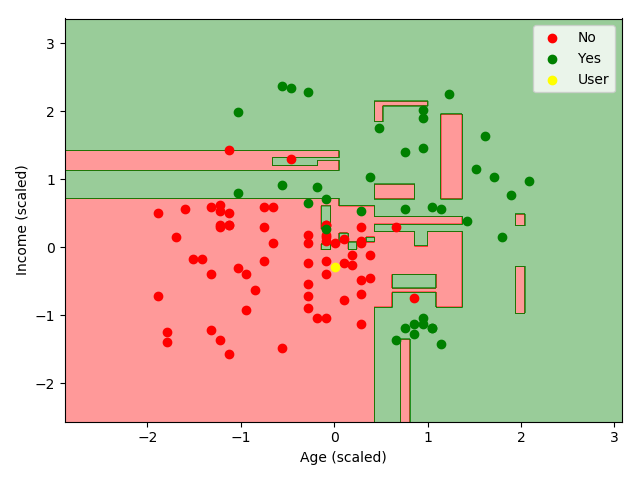 No
Yes
User
3
2
1
0
−1
−2
Income (scaled)
−2 −1 0 1 2 3
Age (scaled)